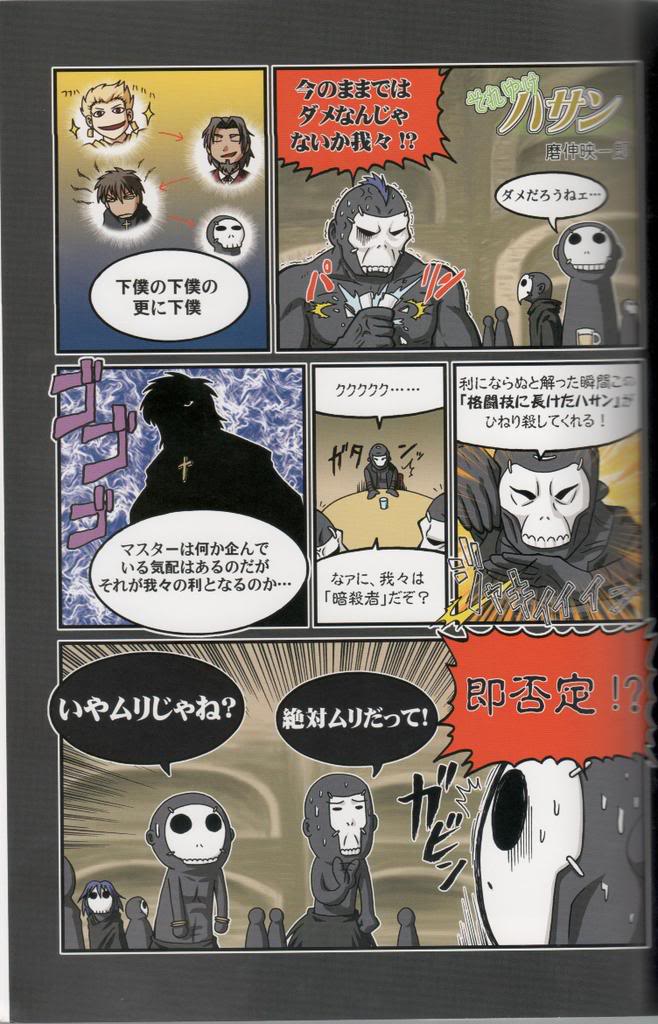 それゆけ
ハサン
磨伸映一郎
今のままでは
ダメなんじゃ
ないか我々!?
ダメだろうねェ…
パリン
下僕の下僕の
更に下僕
利にならぬと解った瞬間この
「格闘技に長けたハサン」が
ひねり殺してくれる!
ジャキィイイイン
ククククク……
ガタン
なァに、我々は
「暗殺者」だぞ?
ゴゴゴ
マスターは何か企んで
いる気配はあるのだが
それが我々の利となるのか…
即否定!?
ガビン
絶対ムリだって!
いやムリじゃね?